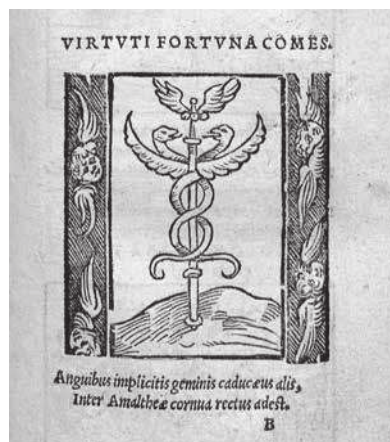 VIRTVTI FORTVNA COMES.
Anguibus implicitis geminis caducæus alis,
Inter Amaltheæ cornua rectus adest.
B